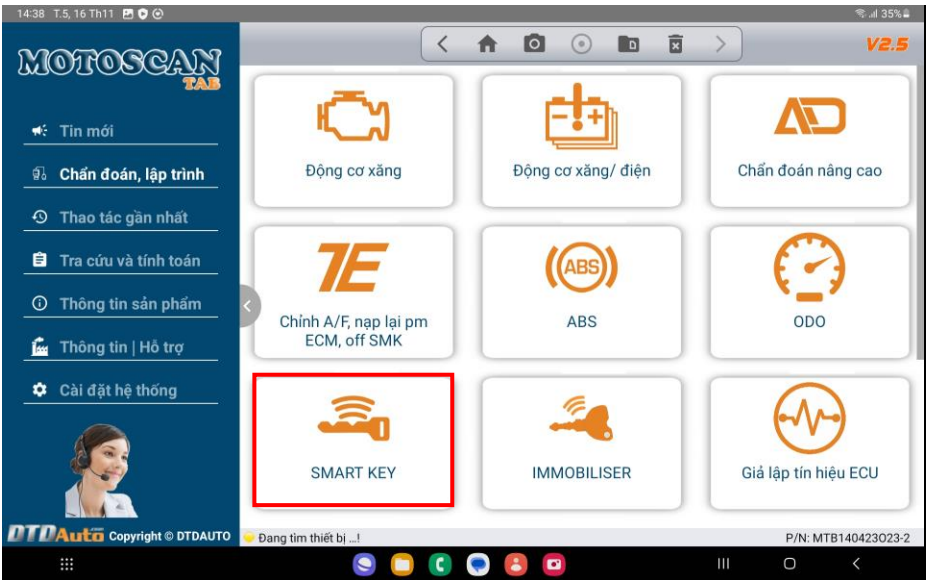 14:38 T.5, 16 Th11
35%
MOTOSCAN
TAB
V2.5
Tin mới
Chẩn đoán, lập trình
Thao tác gần nhất
Tra cứu và tính toán
Thông tin sản phẩm
Thông tin | Hỗ trợ
Cài đặt hệ thống
Động cơ xăng
Động cơ xăng/ điện
AD
Chẩn đoán nâng cao
7E
Chỉnh A/F, nạp lại pm
ECM, off SMK
ABS
ABS
ODO
SMART KEY
IMMOBILISER
Giả lập tín hiệu ECU
DTDAuto Copyright © DTDAUTO
Đang tìm thiết bị ...!
P/N: MTB140423023-2